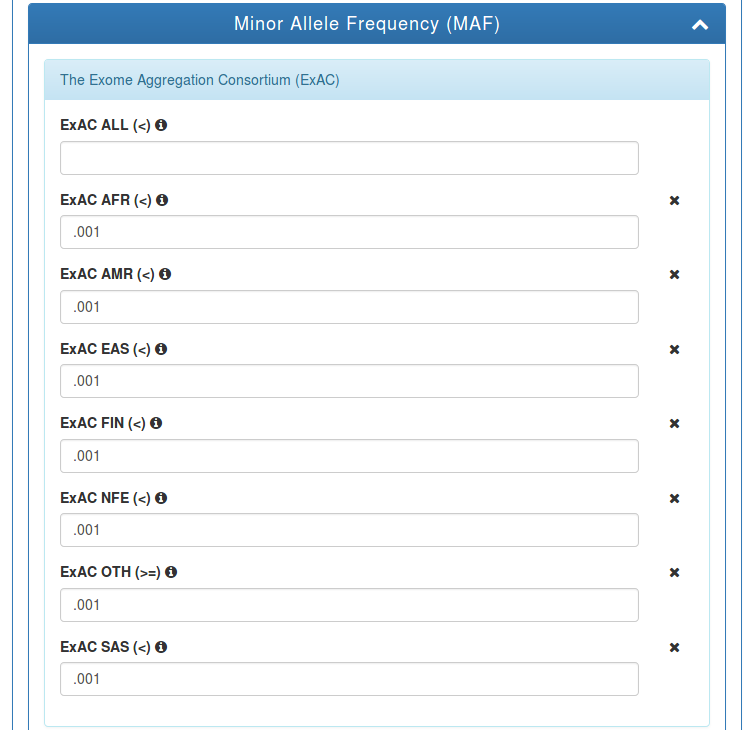 Minor Allele Frequency (MAF)
The Exome Aggregation Consortium (ExAC)
ExAC ALL (<)
ExAC AFR (<)
.001
ExAC AMR (<)
.001
ExAC EAS (<)
.001
ExAC FIN (<)
.001
ExAC NFE (<)
.001
ExAC OTH (>=)
.001
ExAC SAS (<)
.001